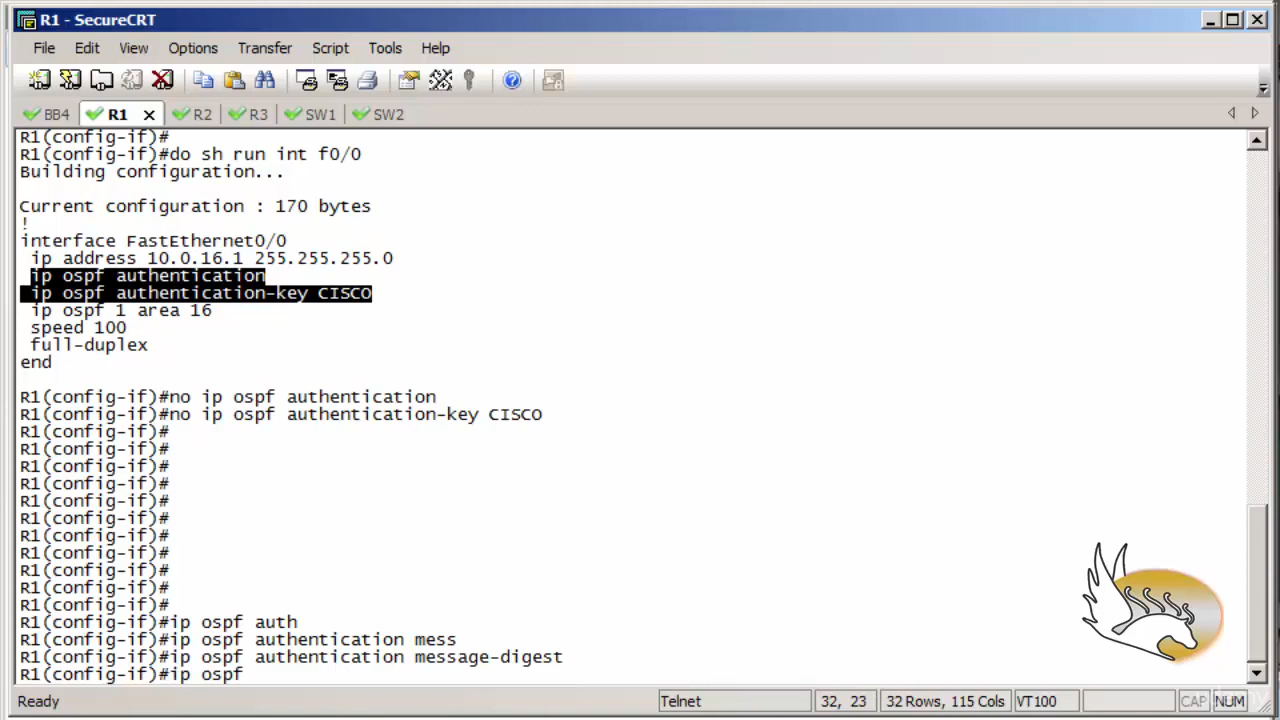 R1 - SecureCRT
File Edit View Options Transfer Script Tools Help
BB4 R1 R2 R3 SW1 SW2
R1(config-if)#
R1(config-if)#do sh run int f0/0
Building configuration...
Current configuration : 170 bytes
!
interface FastEthernet0/0
ip address 10.0.16.1 255.255.255.0
ip ospf authentication
ip ospf authentication-key CISCO
ip ospf 1 area 16
speed 100
full-duplex
end
R1(config-if)#no ip ospf authentication
R1(config-if)#no ip ospf authentication-key CISCO
R1(config-if)#
R1(config-if)#
R1(config-if)#
R1(config-if)#
R1(config-if)#
R1(config-if)#
R1(config-if)#
R1(config-if)#
R1(config-if)#
R1(config-if)#
R1(config-if)#
R1(config-if)#ip ospf auth
R1(config-if)#ip ospf authentication mess
R1(config-if)#ip ospf authentication message-digest
R1(config-if)#ip ospf
Ready Telnet 32, 23 32 Rows, 115 Cols VT100 CAP NUM